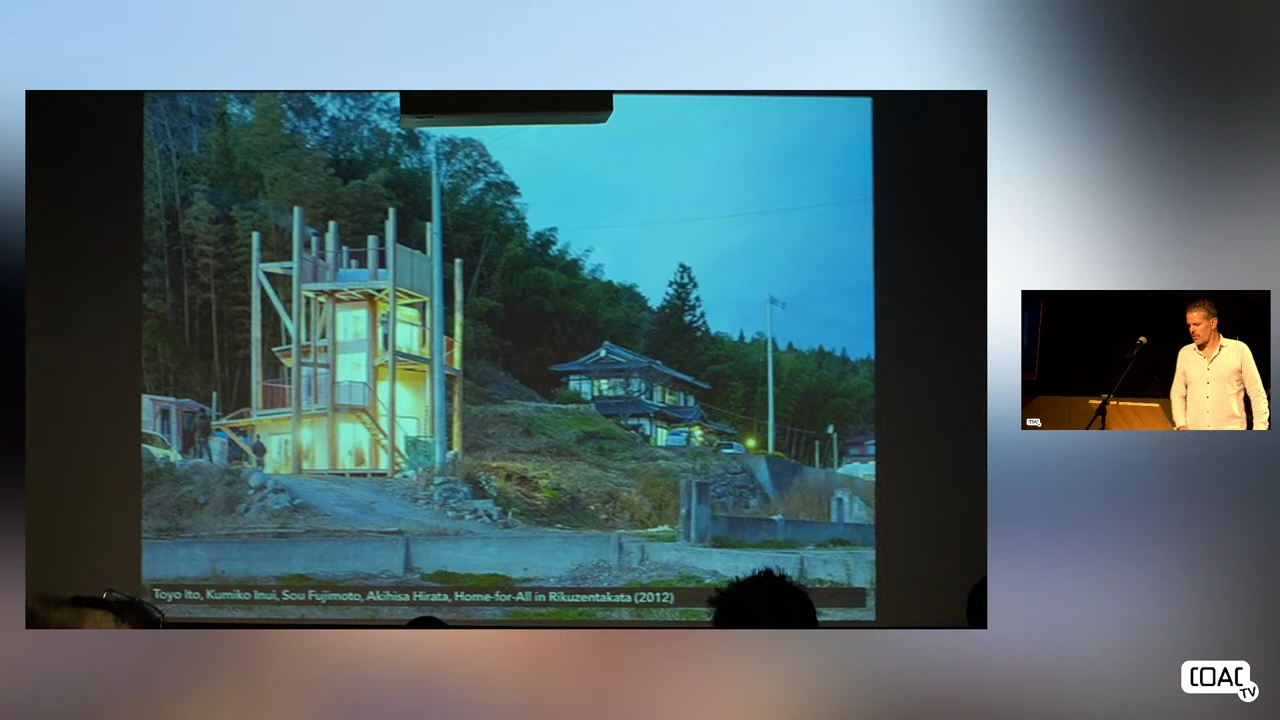 Toyo Ito, Kumiko Inui, Sou Fujimoto, Akihisa Hirata, Home-for-All in Rikuzentakata (2012)
COAC
TV